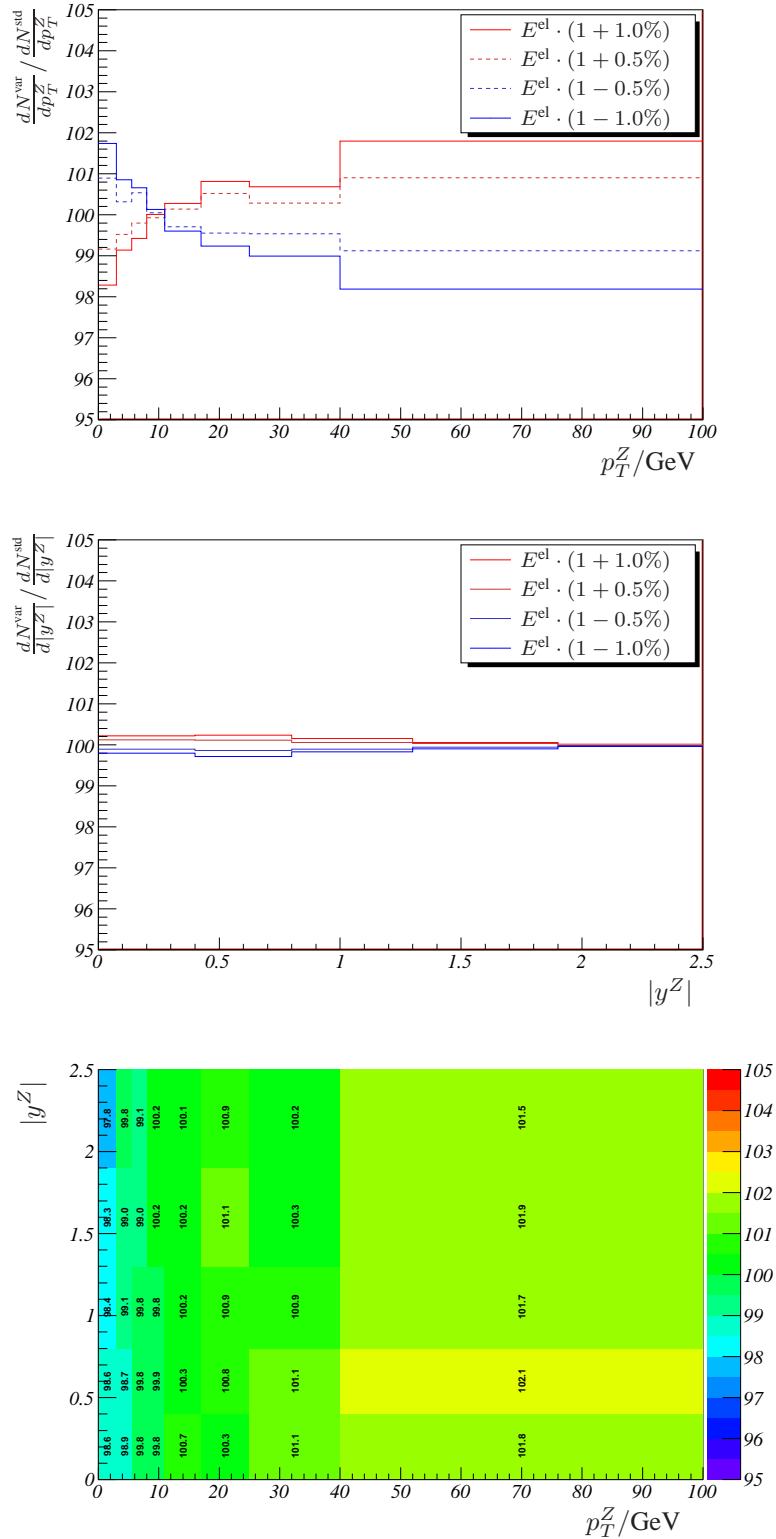 dN^var/dp_T^Z / dN^std/dp_T^Z
105
104
103
102
101
100
99
98
97
96
95
E^el · (1 + 1.0%)
E^el · (1 + 0.5%)
E^el · (1 − 0.5%)
E^el · (1 − 1.0%)
0 10 20 30 40 50 60 70 80 90 100
p_T^Z/GeV
dN^var/d|y^Z| / dN^std/d|y^Z|
105
104
103
102
101
100
99
98
97
96
95
E^el · (1 + 1.0%)
E^el · (1 + 0.5%)
E^el · (1 − 0.5%)
E^el · (1 − 1.0%)
0 0.5 1 1.5 2 2.5
|y^Z|
|y^Z|
2.5
2
1.5
1
0.5
0
97.8 99.8 99.1 100.2 100.1 100.9 100.2 101.5
98.3 99.0 99.0 100.2 100.2 101.1 100.3 101.9
98.4 99.1 99.8 99.8 100.2 100.9 100.9 101.7
98.6 98.7 99.8 99.9 100.3 100.8 101.1 102.1
98.6 98.9 99.8 99.8 100.7 100.3 101.1 101.8
105
104
103
102
101
100
99
98
97
96
95
0 10 20 30 40 50 60 70 80 90 100
p_T^Z/GeV